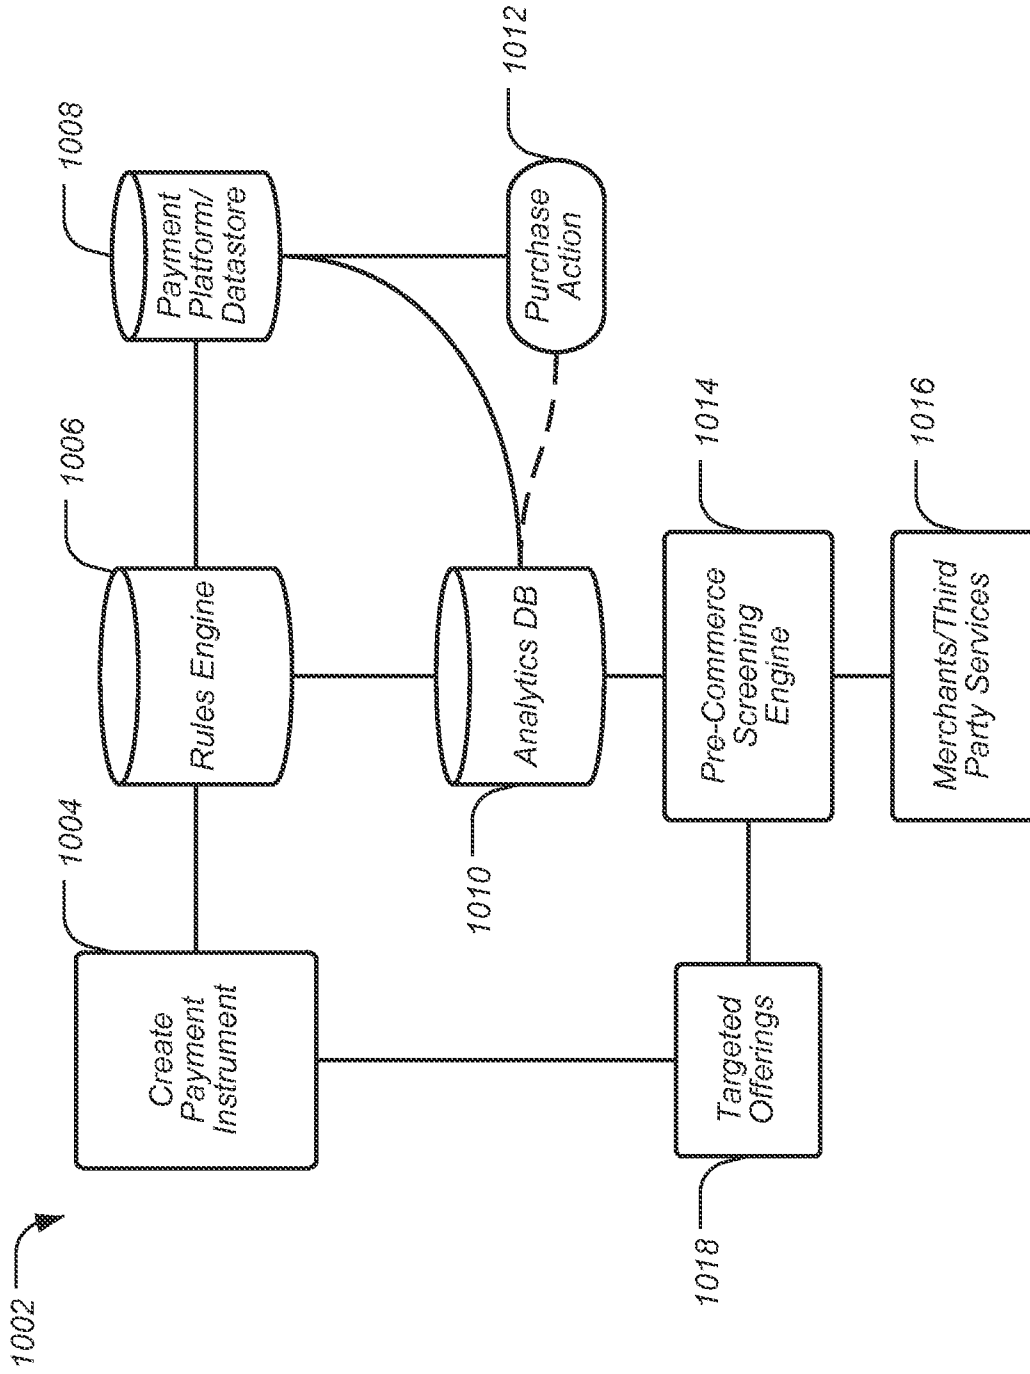 1002
1004
Create
Payment
Instrument
1006
Rules Engine
1008
Payment
Platform/
Datastore
1010
Analytics DB
1012
Purchase
Action
1018
Targeted
Offerings
1014
Pre-Commerce
Screening
Engine
1016
Merchants/Third
Party Services